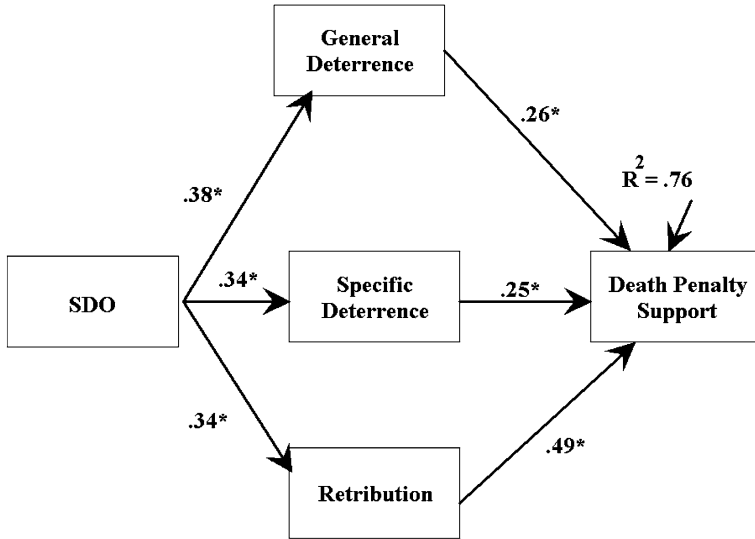 General
Deterrence
.26*
2
R = .76
.38*
SDO
.34*
Specific
Deterrence
.25*
Death Penalty
Support
.34*
.49*
Retribution